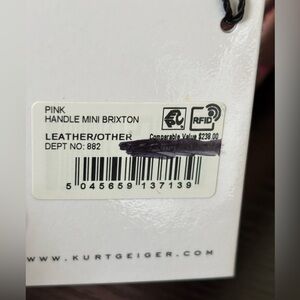 PINK
HANDLE MINI BRIXTON
RFID
LEATHER/OTHER
Comparable Value $238.00
DEPT NO: 882
5 045659 137139
WWW.KURTGEIGER.COM